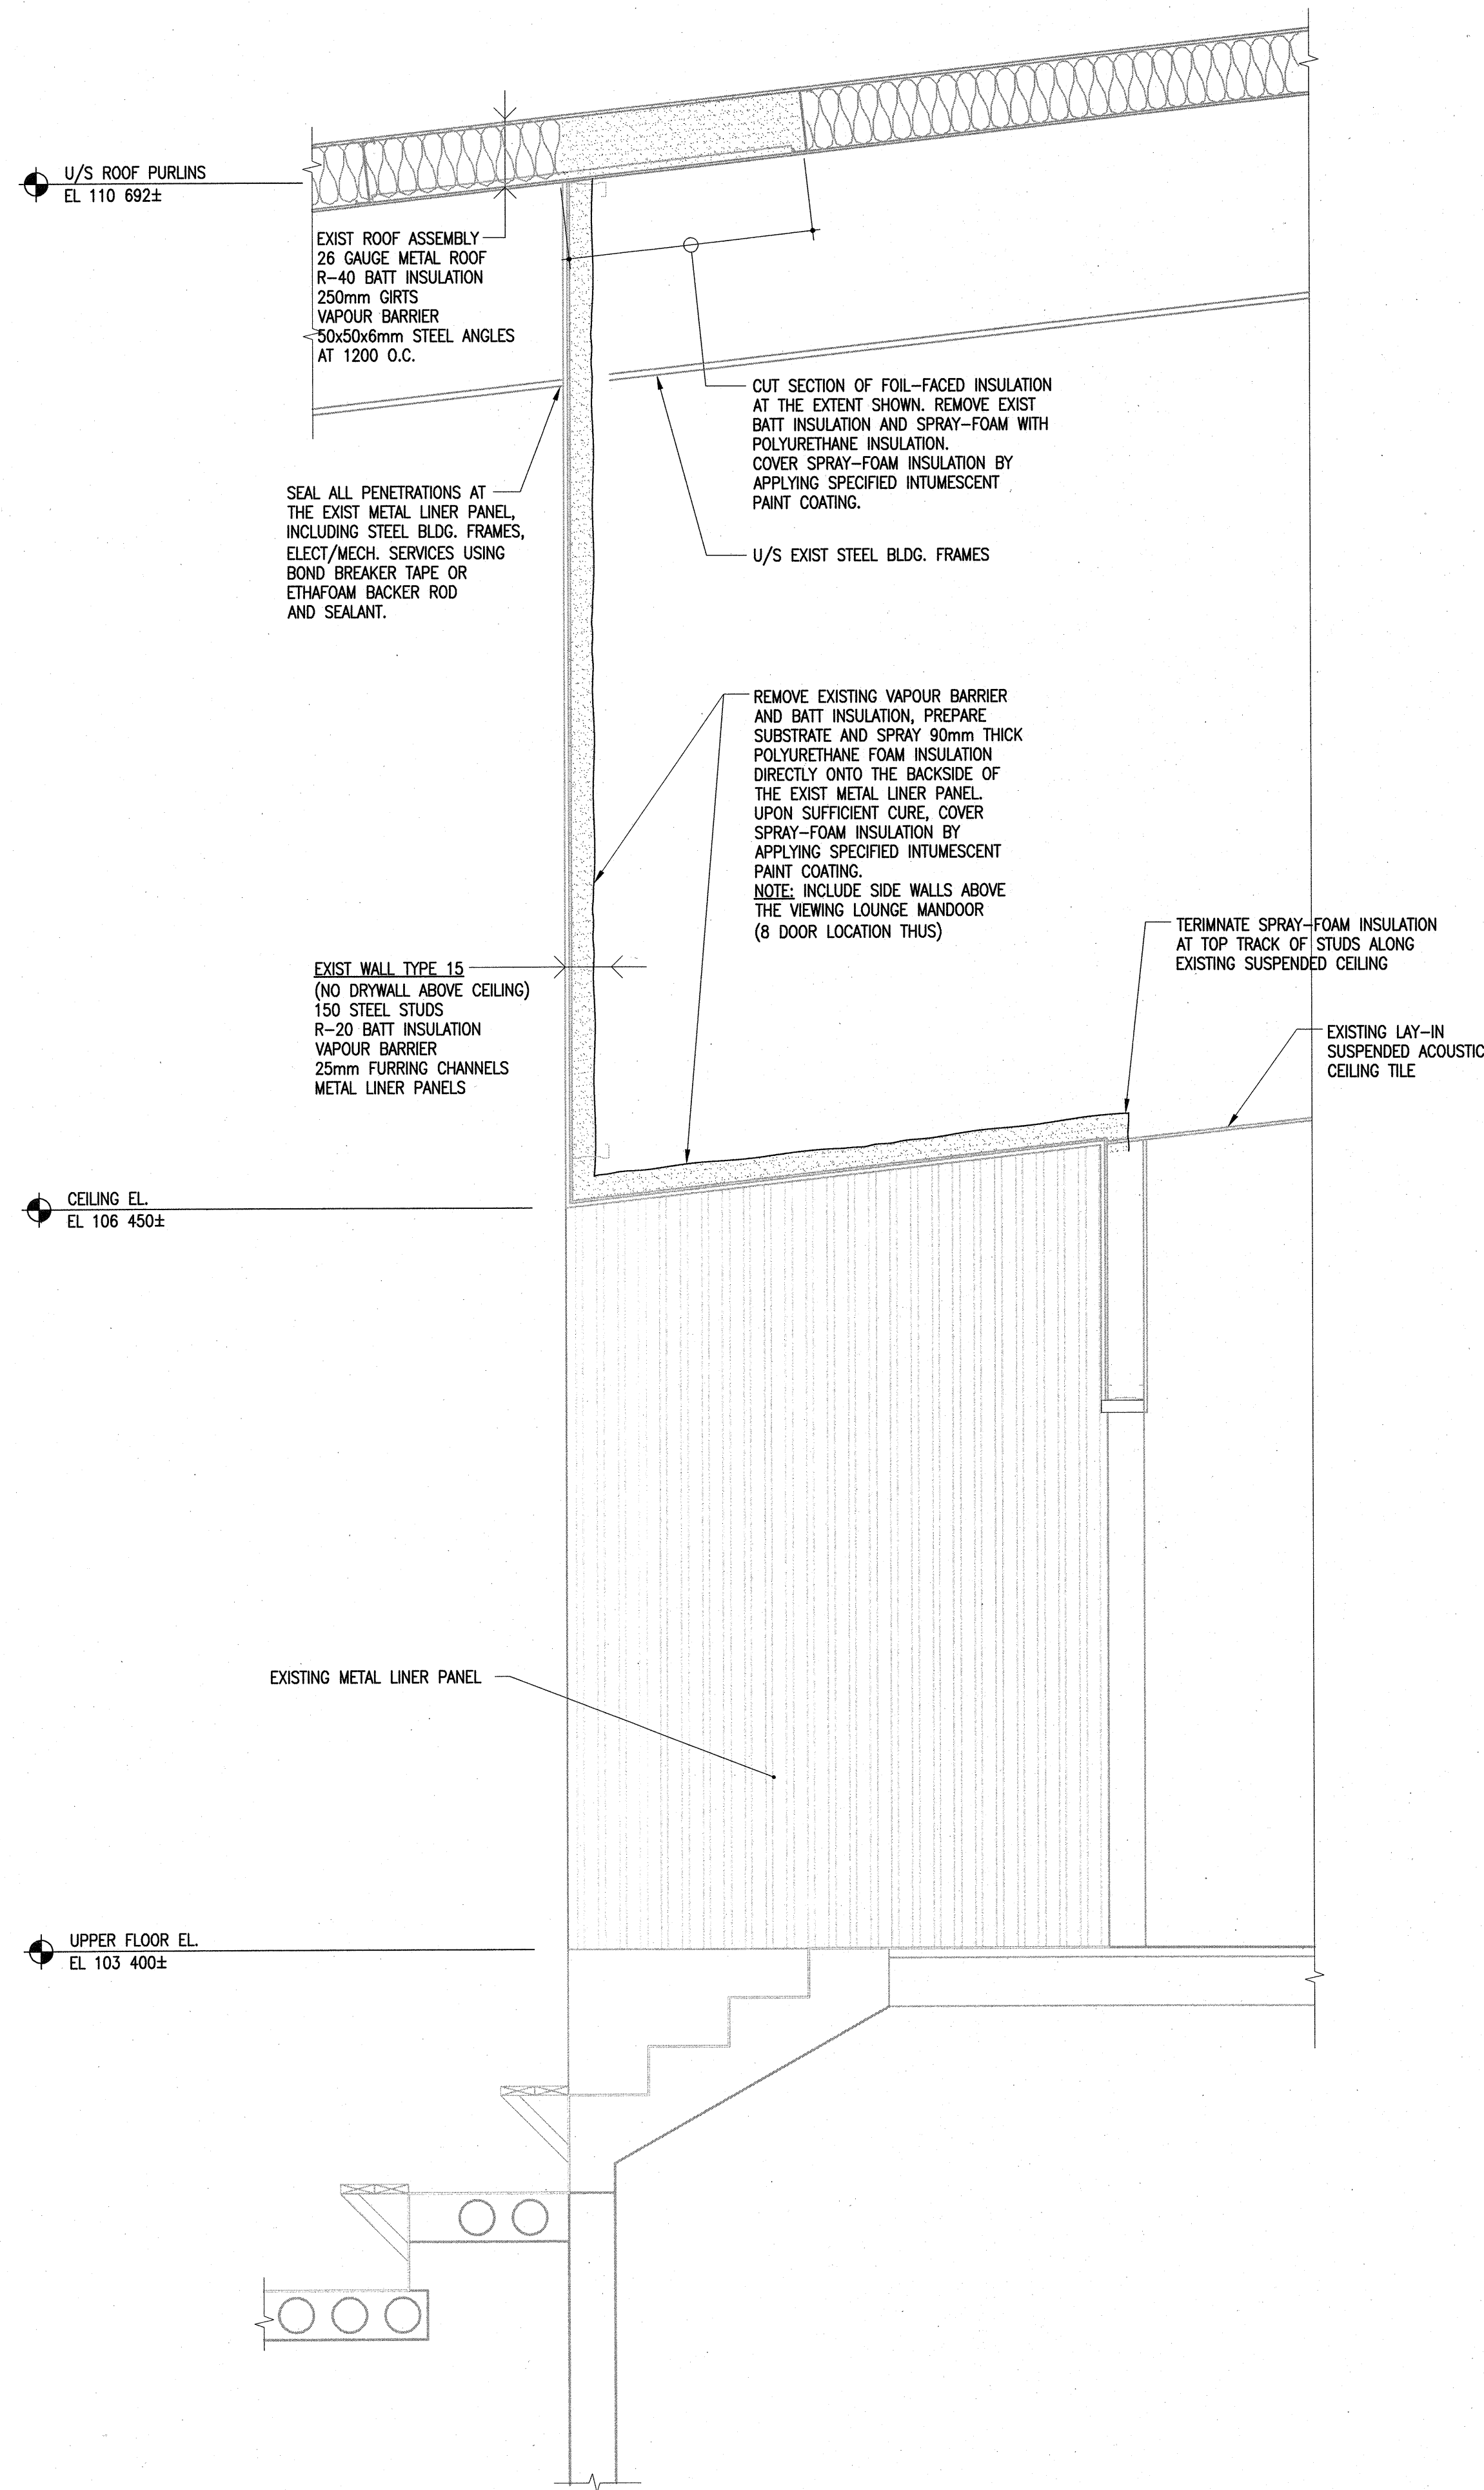 U/S ROOF PURLINS
EL 110 692±
EXIST ROOF ASSEMBLY
26 GAUGE METAL ROOF
R-40 BATT INSULATION
250mm GIRTS
VAPOUR BARRIER
50x50x6mm STEEL ANGLES
AT 1200 O.C.
CUT SECTION OF FOIL-FACED INSULATION
AT THE EXTENT SHOWN. REMOVE EXIST
BATT INSULATION AND SPRAY-FOAM WITH
POLYURETHANE INSULATION.
COVER SPRAY-FOAM INSULATION BY
APPLYING SPECIFIED INTUMESCENT
PAINT COATING.
SEAL ALL PENETRATIONS AT
THE EXIST METAL LINER PANEL,
INCLUDING STEEL BLDG. FRAMES,
ELECT/MECH. SERVICES USING
BOND BREAKER TAPE OR
ETHAFOAM BACKER ROD
AND SEALANT.
U/S EXIST STEEL BLDG. FRAMES
REMOVE EXISTING VAPOUR BARRIER
AND BATT INSULATION, PREPARE
SUBSTRATE AND SPRAY 90mm THICK
POLYURETHANE FOAM INSULATION
DIRECTLY ONTO THE BACKSIDE OF
THE EXIST METAL LINER PANEL.
UPON SUFFICIENT CURE, COVER
SPRAY-FOAM INSULATION BY
APPLYING SPECIFIED INTUMESCENT
PAINT COATING.
NOTE: INCLUDE SIDE WALLS ABOVE
THE VIEWING LOUNGE MANDOOR
(8 DOOR LOCATION THUS)
TERIMNATE SPRAY-FOAM INSULATION
AT TOP TRACK OF STUDS ALONG
EXISTING SUSPENDED CEILING
EXIST WALL TYPE 15
(NO DRYWALL ABOVE CEILING)
150 STEEL STUDS
R-20 BATT INSULATION
VAPOUR BARRIER
25mm FURRING CHANNELS
METAL LINER PANELS
EXISTING LAY-IN
SUSPENDED ACOUSTIC
CEILING TILE
CEILING EL.
EL 106 450±
EXISTING METAL LINER PANEL
UPPER FLOOR EL.
EL 103 400±